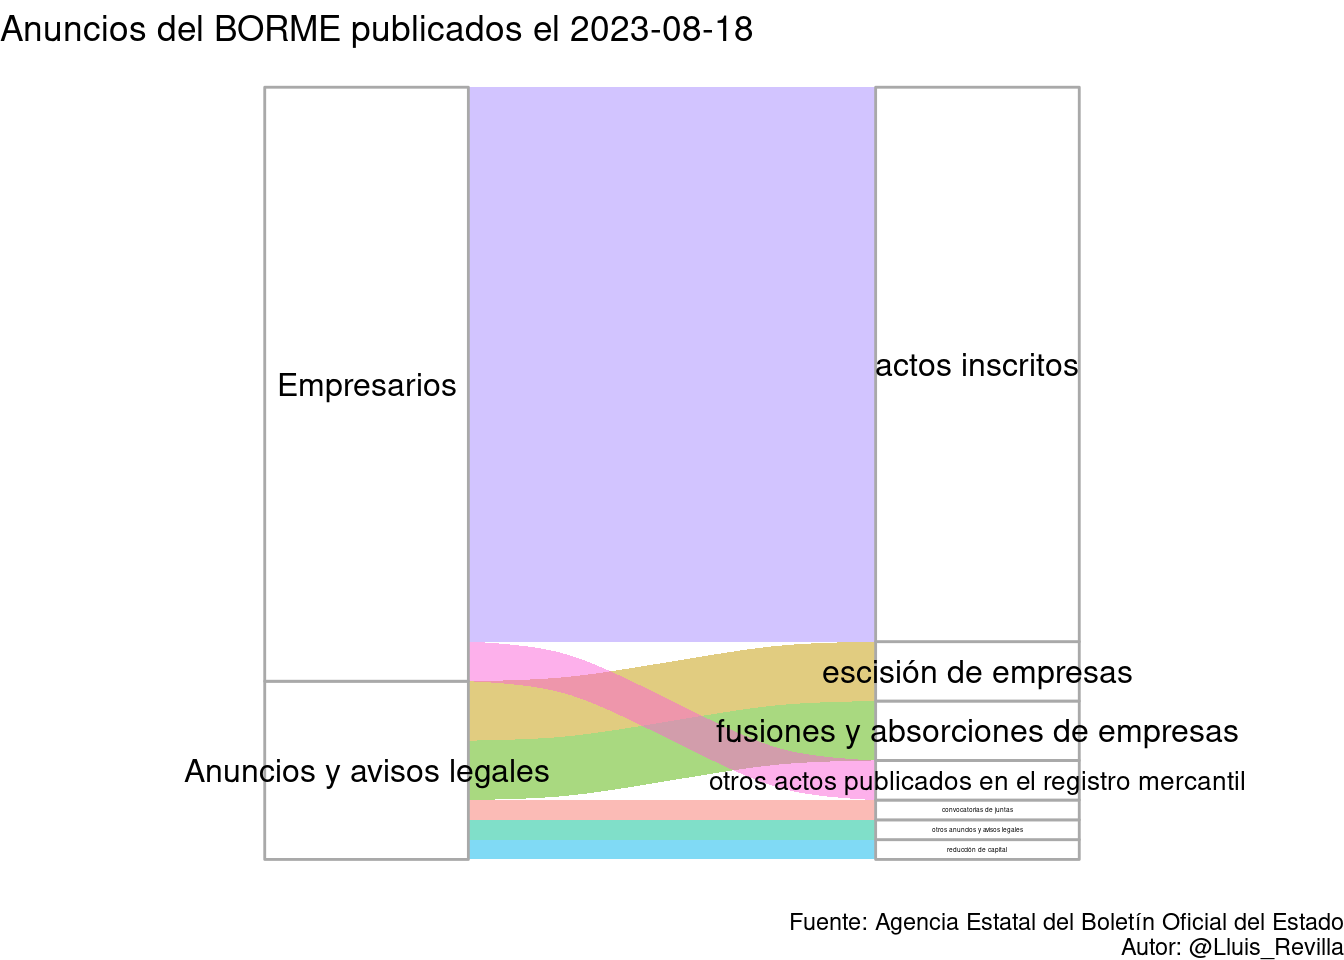 Anuncios del BORME publicados el 2023-08-18
Empresarios
actos inscritos
escisión de empresas
fusiones y absorciones de empresas
Anuncios y avisos legales
otros actos publicados en el registro mercantil
convocatorias de juntas
otros anuncios y avisos legales
reducción de capital
Fuente: Agencia Estatal del Boletín Oficial del Estado
Autor: @Lluis_Revilla